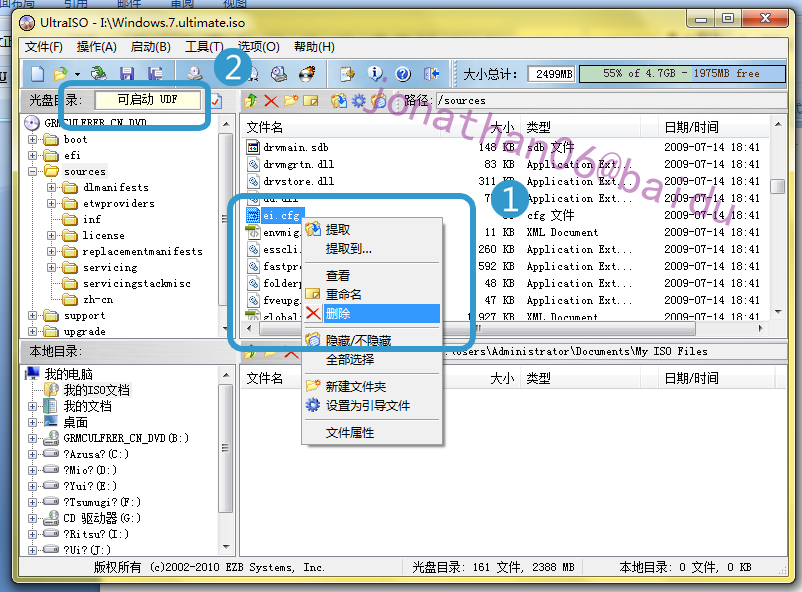 UltraISO - I:\Windows.7.ultimate.iso
文件(F) 操作(A) 启动(B) 工具(T) 选项(O) 帮助(H)
2
大小总计: 2499MB 55% of 4.7GB - 1975MB free
光盘目录: 可启动 UDF
路径: /sources
GRMCULFRER_CN_DVD
boot
efi
sources
dlmanifests
etwproviders
inf
license
replacementmanifests
servicing
servicingstackmisc
zh-cn
support
upgrade
文件名 大小 类型 日期/时间
drvmain.sdb 148 KB sdb 文件 2009-07-14 18:41
drvmgrtn.dll 83 KB Application Ext... 2009-07-14 18:41
drvstore.dll 311 KB Application Ext... 2009-07-14 18:41
Application Ext... 2009-07-14 18:41
ei.cfg cfg 文件 2009-07-14 18:41
envmig. 11 KB XML Document 2009-07-14 18:41
esscli. 260 KB Application Ext... 2009-07-14 18:41
fastpro 592 KB Application Ext... 2009-07-14 18:41
folderp 48 KB Application Ext... 2009-07-14 18:41
fveupg. 47 KB Application Ext... 2009-07-14 18:41
global 927 KB XML Document 2009-07-14 18:41
1
jonathan06@baidu
提取
提取到...
查看
重命名
删除
隐藏/不隐藏
全部选择
新建文件夹
设置为引导文件
文件属性
本地目录:
:\Users\Administrator\Documents\My ISO Files
我的电脑
我的ISO文档
我的文档
桌面
GRMCULFRER_CN_DVD(B:)
?Azusa?(C:)
?Mio?(D:)
?Yui?(E:)
?Tsumugi?(F:)
CD 驱动器(G:)
?Ritsu?(I:)
?Ui?(J:)
文件名 大小 类型 日期/时间
版权所有 (c)2002-2010 EZB Systems, Inc. 光盘目录: 161 文件, 2388 MB 本地目录: 0 文件, 0 KB